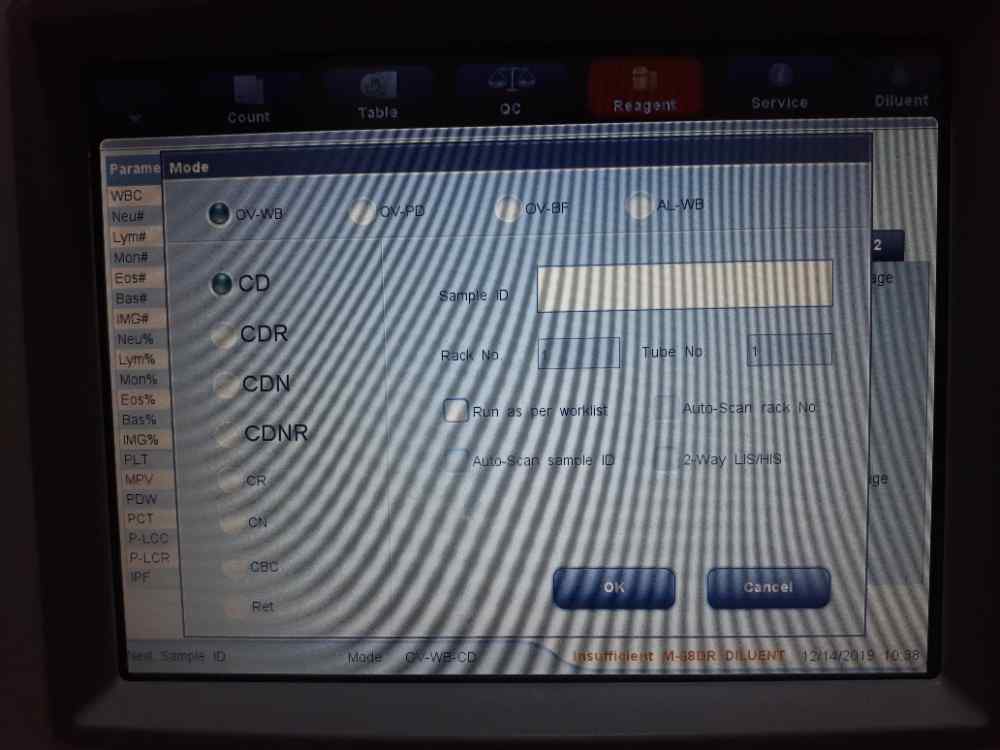 Count
Table
QC
Reagent
Service
Diluent
Parame
Mode
WBC
Neu#
Lym#
Mon#
Eos#
Bas#
IMG#
Neu%
Lym%
Mon%
Eos%
Bas%
IMG%
PLT
MPV
PDW
PCT
P-LCC
P-LCR
IPF
OV-WB
OV-PD
OV-BF
AL-WB
2
CD
CDR
CDN
CDNR
CR
CN
CBC
Ret
Sample ID
Rack No. 1
Tube No 1
Run as per worklist
Auto-Scan rack No.
Auto-Scan sample ID
2-Way LIS/HIS
age
age
OK
Cancel
Next Sample ID
Mode OV-WB-CD
Insufficient M-68DR DILUENT 12/14/2019 10:38